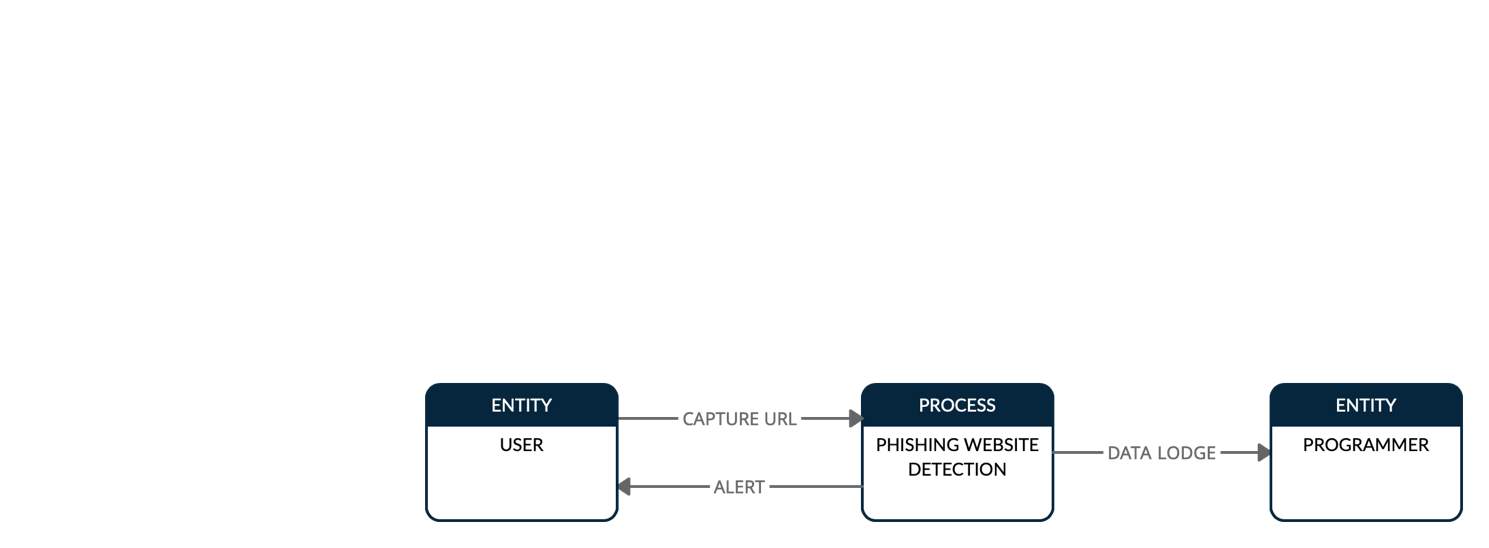 ENTITY
USER
CAPTURE URL
ALERT
PROCESS
PHISHING WEBSITE
DETECTION
DATA LODGE
ENTITY
PROGRAMMER